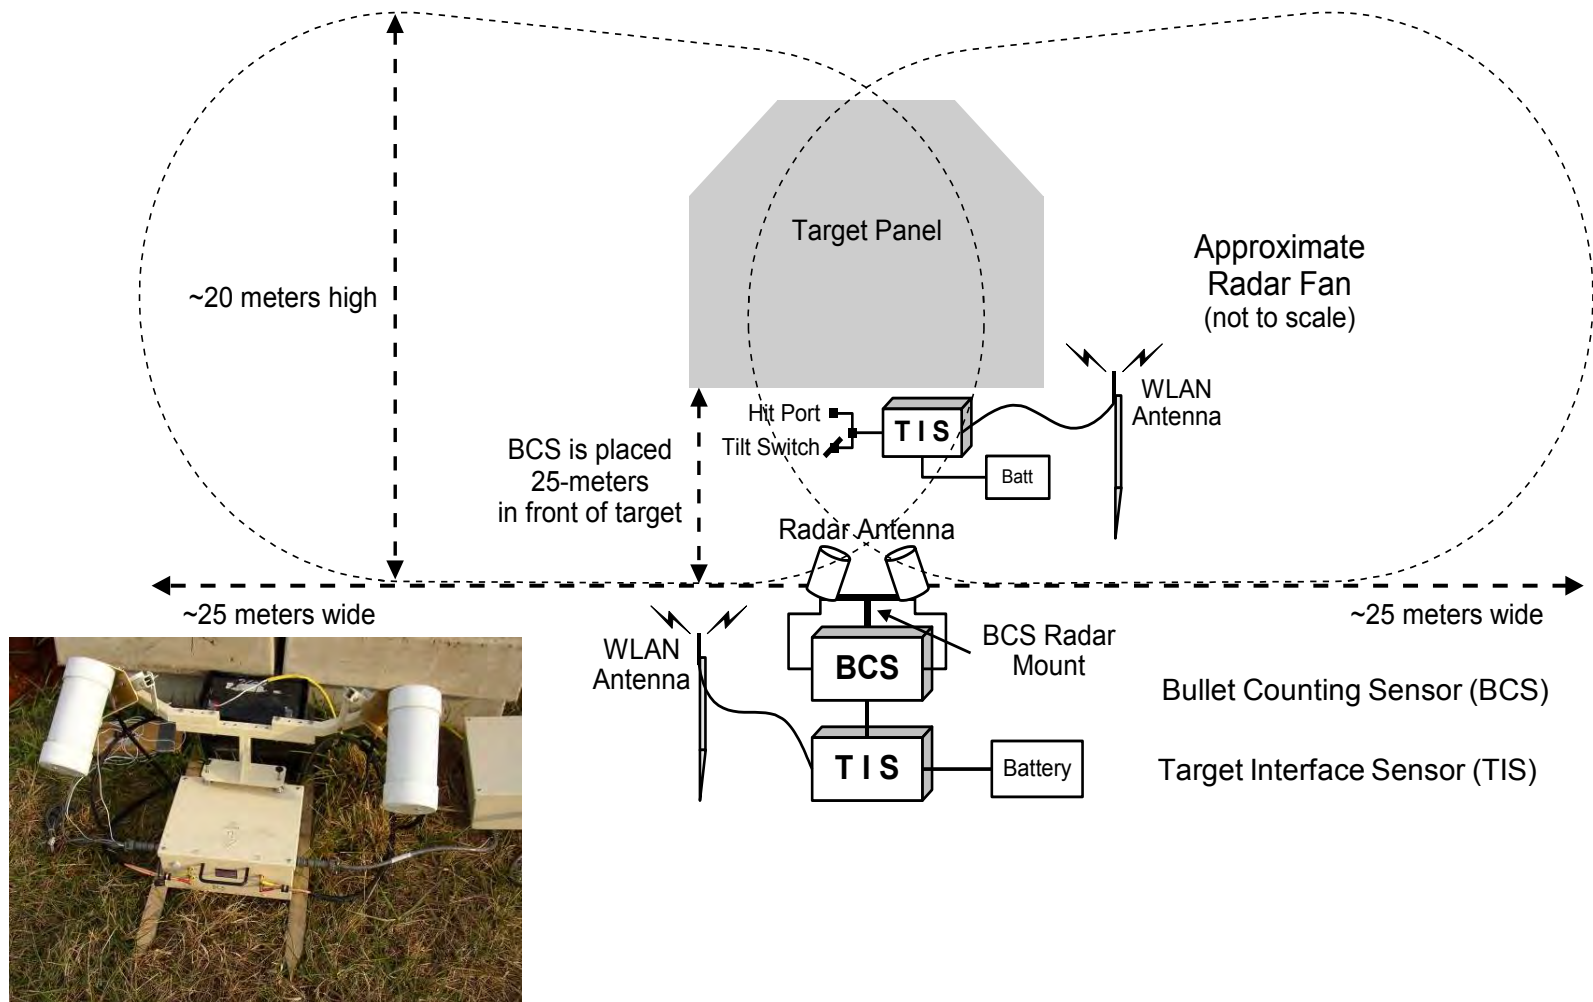 Target Panel
~20 meters high
Approximate
Radar Fan
(not to scale)
WLAN
Antenna
Hit Port
Tilt Switch
T I S
Batt
BCS is placed
25-meters
in front of target
Radar Antenna
~25 meters wide
~25 meters wide
WLAN
Antenna
BCS Radar
Mount
BCS
Bullet Counting Sensor (BCS)
T I S
Battery
Target Interface Sensor (TIS)